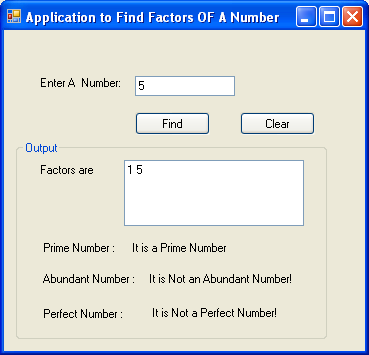 Application to Find Factors OF A Number
Enter A Number: 5
Find Clear
Output
Factors are 1 5
Prime Number : It is a Prime Number
Abundant Number : It is Not an Abundant Number!
Perfect Number : It is Not a Perfect Number!